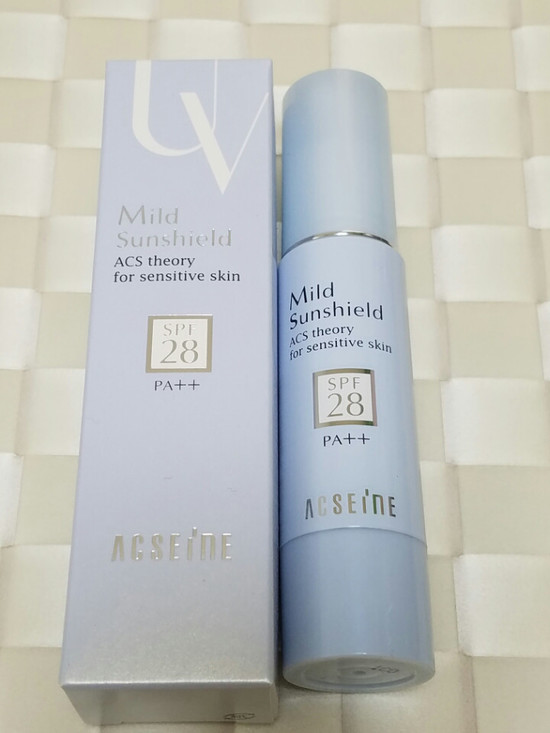 UV
Mild
Sunshield
ACS theory
for sensitive skin
SPF
28
PA++
ACSEINE
Mild
Sunshield
ACS theory
for sensitive skin
SPF
28
PA++
ACSEINE